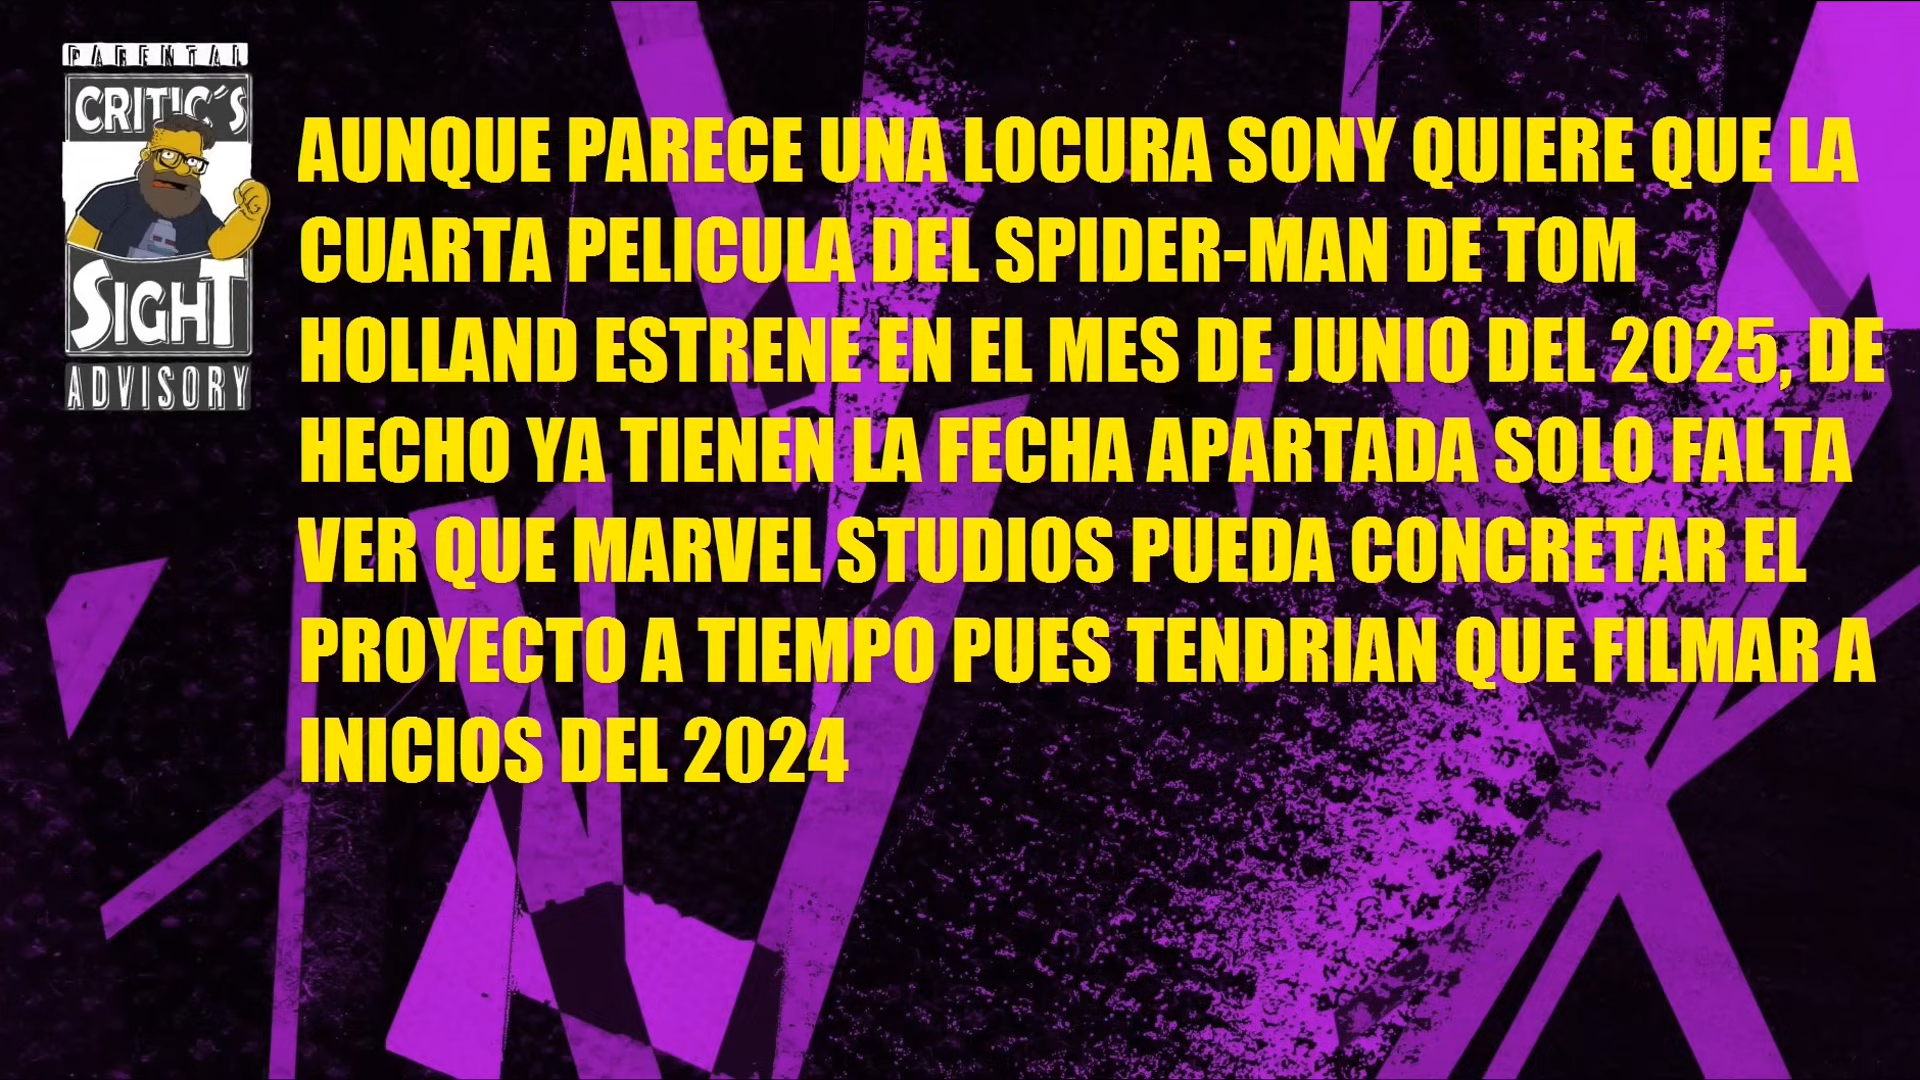 PARENTAL
CRITIC´S
SIGHT
ADVISORY
AUNQUE PARECE UNA LOCURA SONY QUIERE QUE LA
CUARTA PELICULA DEL SPIDER-MAN DE TOM
HOLLAND ESTRENE EN EL MES DE JUNIO DEL 2025, DE
HECHO YA TIENEN LA FECHA APARTADA SOLO FALTA
VER QUE MARVEL STUDIOS PUEDA CONCRETAR EL
PROYECTO A TIEMPO PUES TENDRIAN QUE FILMAR A
INICIOS DEL 2024